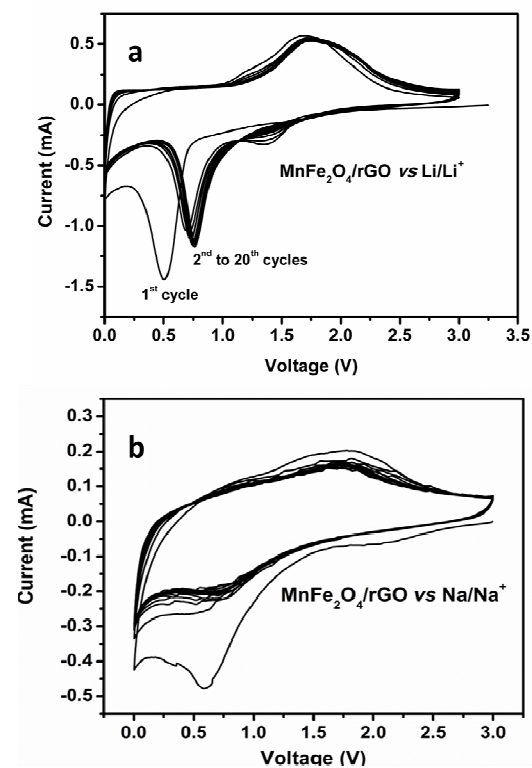 a
0.5
0.0
-0.5
-1.0
-1.5
Current (mA)
MnFe₂O₄/rGO vs Li/Li⁺
2ⁿᵈ to 20ᵗʰ cycles
1ˢᵗ cycle
0.0 0.5 1.0 1.5 2.0 2.5 3.0 3.5
Voltage (V)
b
0.3
0.2
0.1
0.0
-0.1
-0.2
-0.3
-0.4
-0.5
Current (mA)
MnFe₂O₄/rGO vs Na/Na⁺
0.0 0.5 1.0 1.5 2.0 2.5 3.0
Voltage (V)